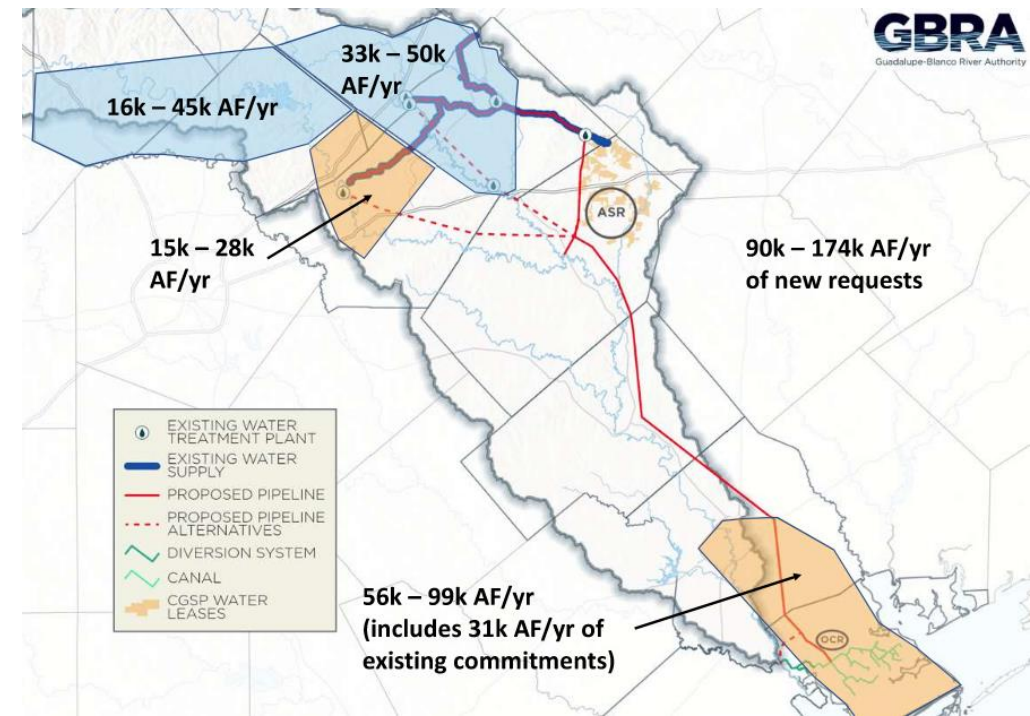 GBRA
Guadalupe-Blanco River Authority
33k – 50k
AF/yr
16k – 45k AF/yr
ASR
15k – 28k
AF/yr
90k – 174k AF/yr
of new requests
EXISTING WATER
TREATMENT PLANT
EXISTING WATER
SUPPLY
PROPOSED PIPELINE
PROPOSED PIPELINE
ALTERNATIVES
DIVERSION SYSTEM
CANAL
CGSP WATER
LEASES
56k – 99k AF/yr
(includes 31k AF/yr of
existing commitments)
OCR